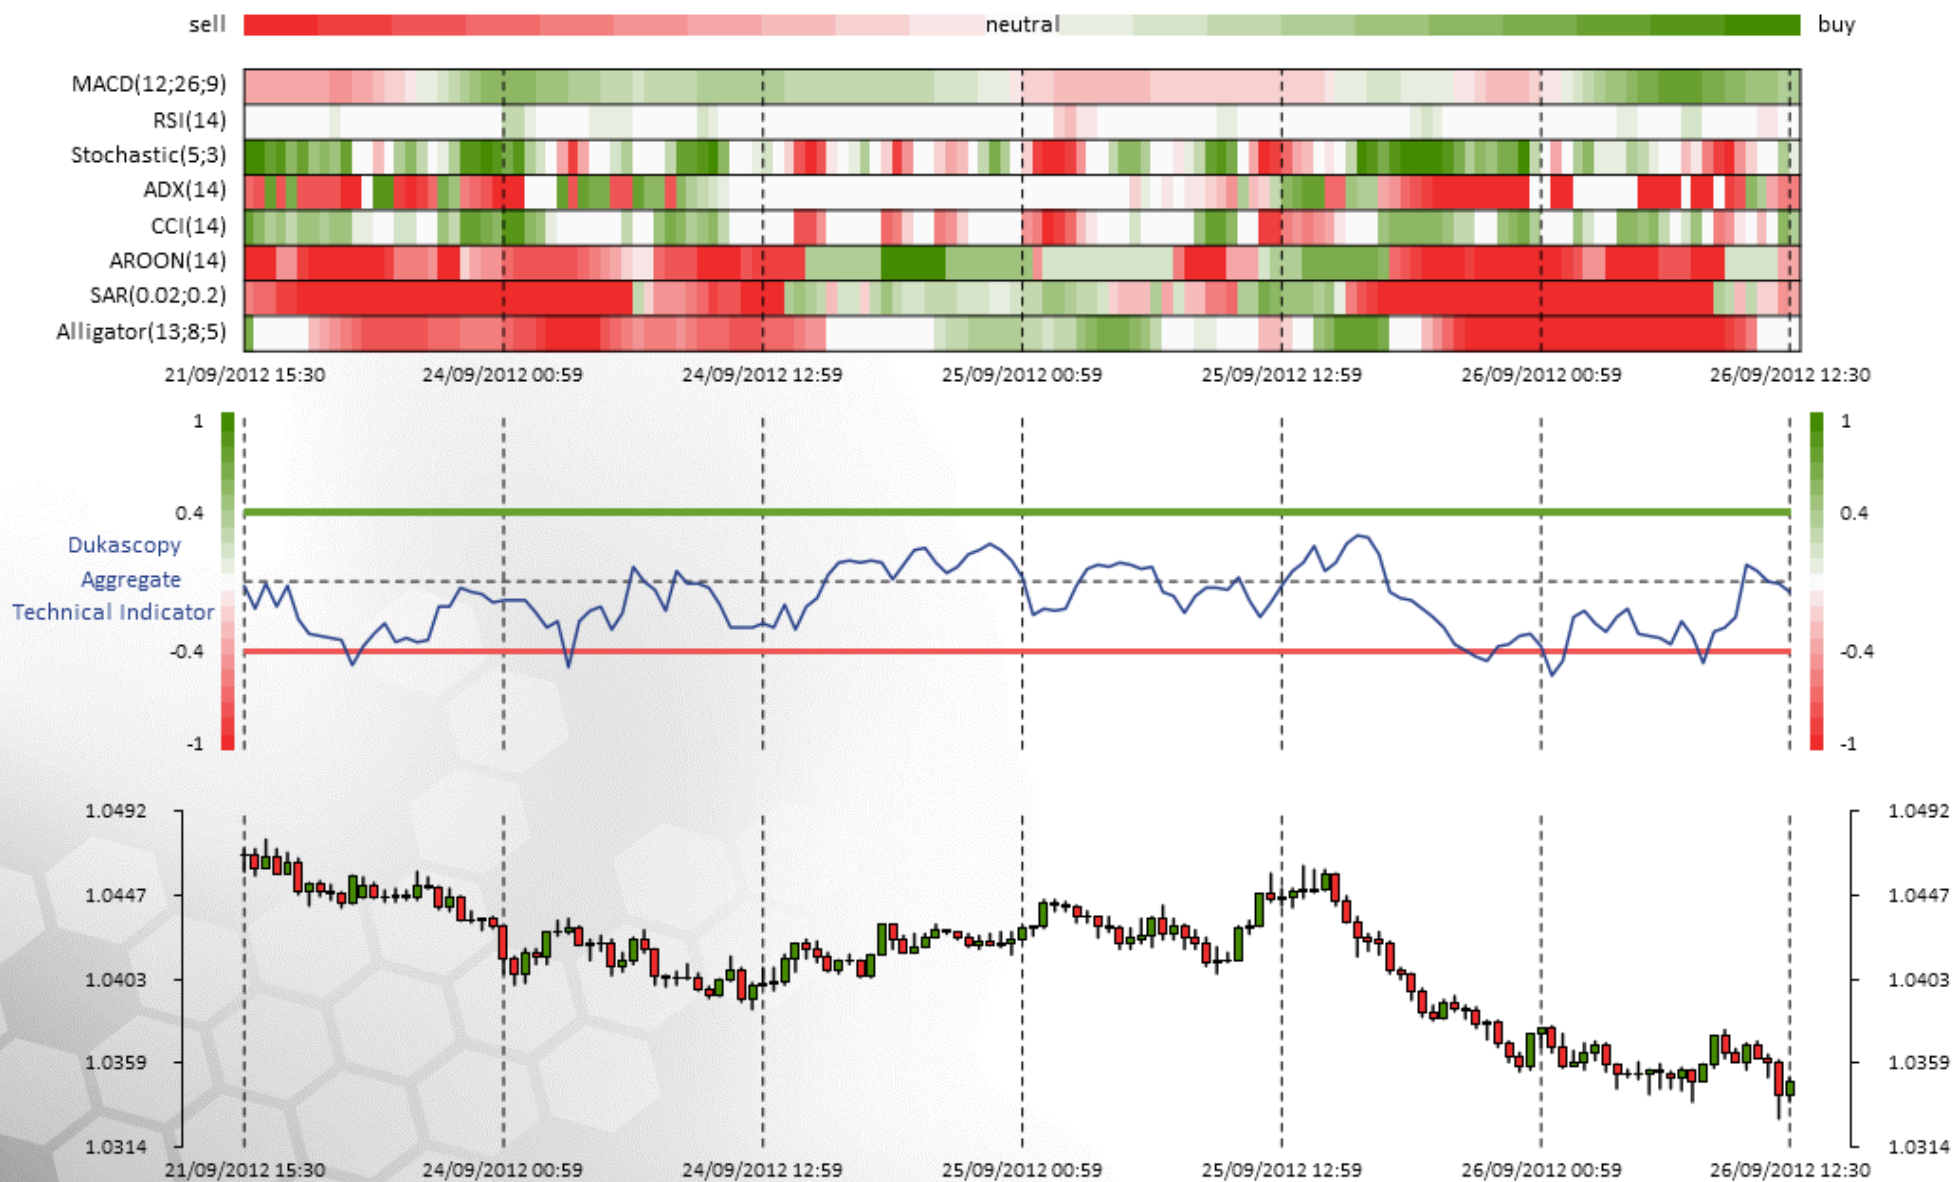 sell neutral buy
MACD(12;26;9)
RSI(14)
Stochastic(5;3)
ADX(14)
CCI(14)
AROON(14)
SAR(0.02;0.2)
Alligator(13;8;5)
21/09/2012 15:30 24/09/2012 00:59 24/09/2012 12:59 25/09/2012 00:59 25/09/2012 12:59 26/09/2012 00:59 26/09/2012 12:30
1 1
0.4 0.4
Dukascopy
Aggregate
Technical Indicator
-0.4 -0.4
-1 -1
1.0492 1.0492
1.0447 1.0447
1.0403 1.0403
1.0359 1.0359
1.0314 1.0314
21/09/2012 15:30 24/09/2012 00:59 24/09/2012 12:59 25/09/2012 00:59 25/09/2012 12:59 26/09/2012 00:59 26/09/2012 12:30